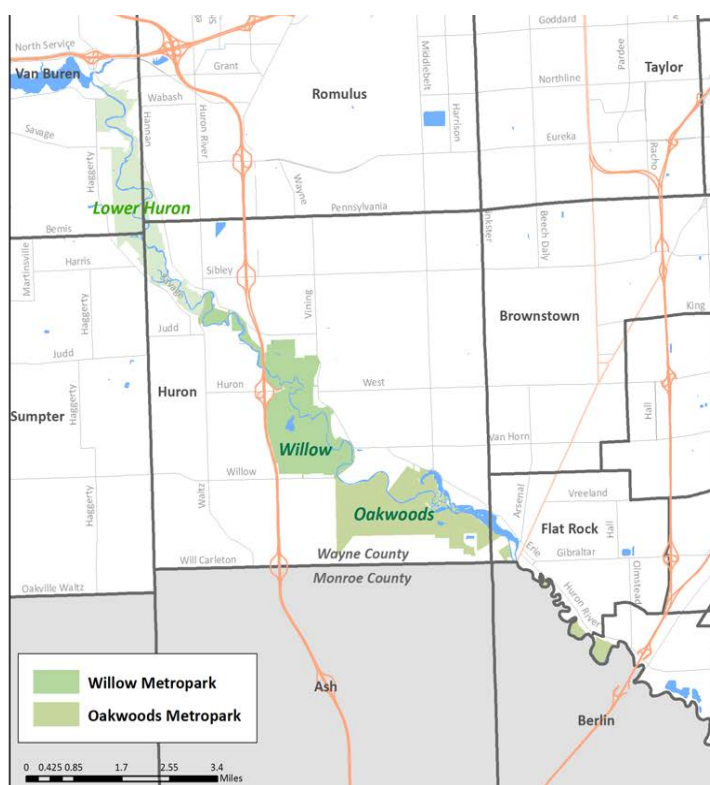 North Service
Van Buren
Grant
Wabash
Romulus
Middlebelt
Harrison
Goddard
Pardee
Northline
Taylor
Savage
Hannan
Huron River
Eureka
Racho
Haggerty
Wayne
Lower Huron
Pennsylvania
Bemis
Martinsville
Harris
Savage
Sibley
Beech Daly
Haggerty
Vining
Brownstown
King
Judd
Judd
Huron
Huron
West
Hall
Sumpter
Haggerty
Van Horn
Willow
Willow
Waltz
Arsenal
Vreeland
Haggerty
Oakwoods
Flat Rock
Hall
Wayne County
Erie
Gibraltar
Will Carleton
Monroe County
Oakville Waltz
Huron River
Olmstead
Willow Metropark
Oakwoods Metropark
Ash
Berlin
0 0.425 0.85 1.7 2.55 3.4
Miles